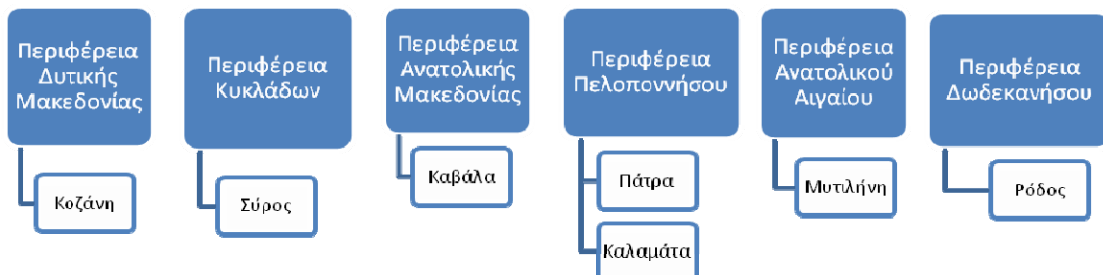 Περιφέρεια
Δυτικής
Μακεδονίας
Κοζάνη
Περιφέρεια
Κυκλάδων
Σύρος
Περιφέρεια
Ανατολικής
Μακεδονίας
Καβάλα
Περιφέρεια
Πελοποννήσου
Πάτρα
Καλαμάτα
Περιφέρεια
Ανατολικού
Αιγαίου
Μυτιλήνη
Περιφέρεια
Δωδεκανήσου
Ρόδος